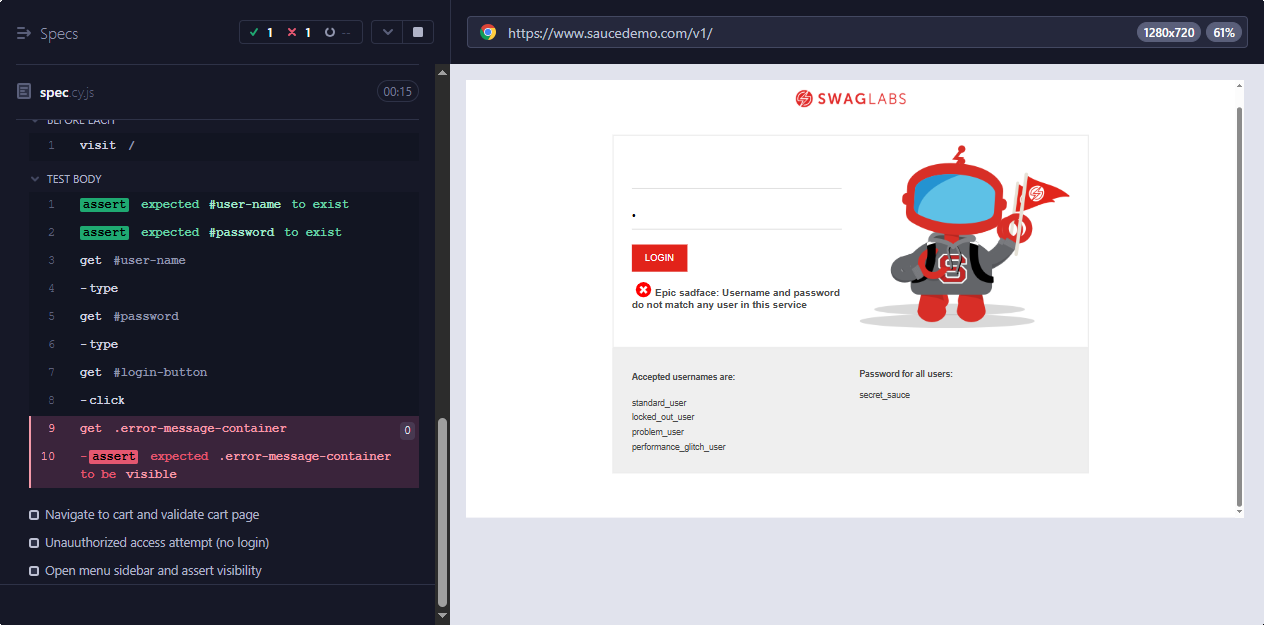 Specs
1 1 --
spec.cy.js
00:15
BEFORE EACH
1 visit /
TEST BODY
1 assert expected #user-name to exist
2 assert expected #password to exist
3 get #user-name
4 -type
5 get #password
6 -type
7 get #login-button
8 -click
9 get .error-message-container 0
10 -assert expected .error-message-container
to be visible
Navigate to cart and validate cart page
Unauuthorized access attempt (no login)
Open menu sidebar and assert visibility
https://www.saucedemo.com/v1/
1280x720
61%
SWAGLABS
LOGIN
Epic sadface: Username and password
do not match any user in this service
Accepted usernames are:
standard_user
locked_out_user
problem_user
performance_glitch_user
Password for all users:
secret_sauce